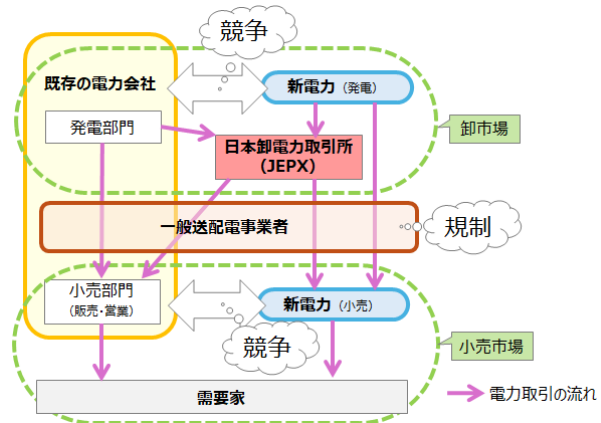 競争
既存の電力会社
新電力（発電）
発電部門
卸市場
日本卸電力取引所
（JEPX）
一般送配電事業者
規制
小売部門
（販売・営業）
新電力（小売）
競争
小売市場
需要家
電力取引の流れ